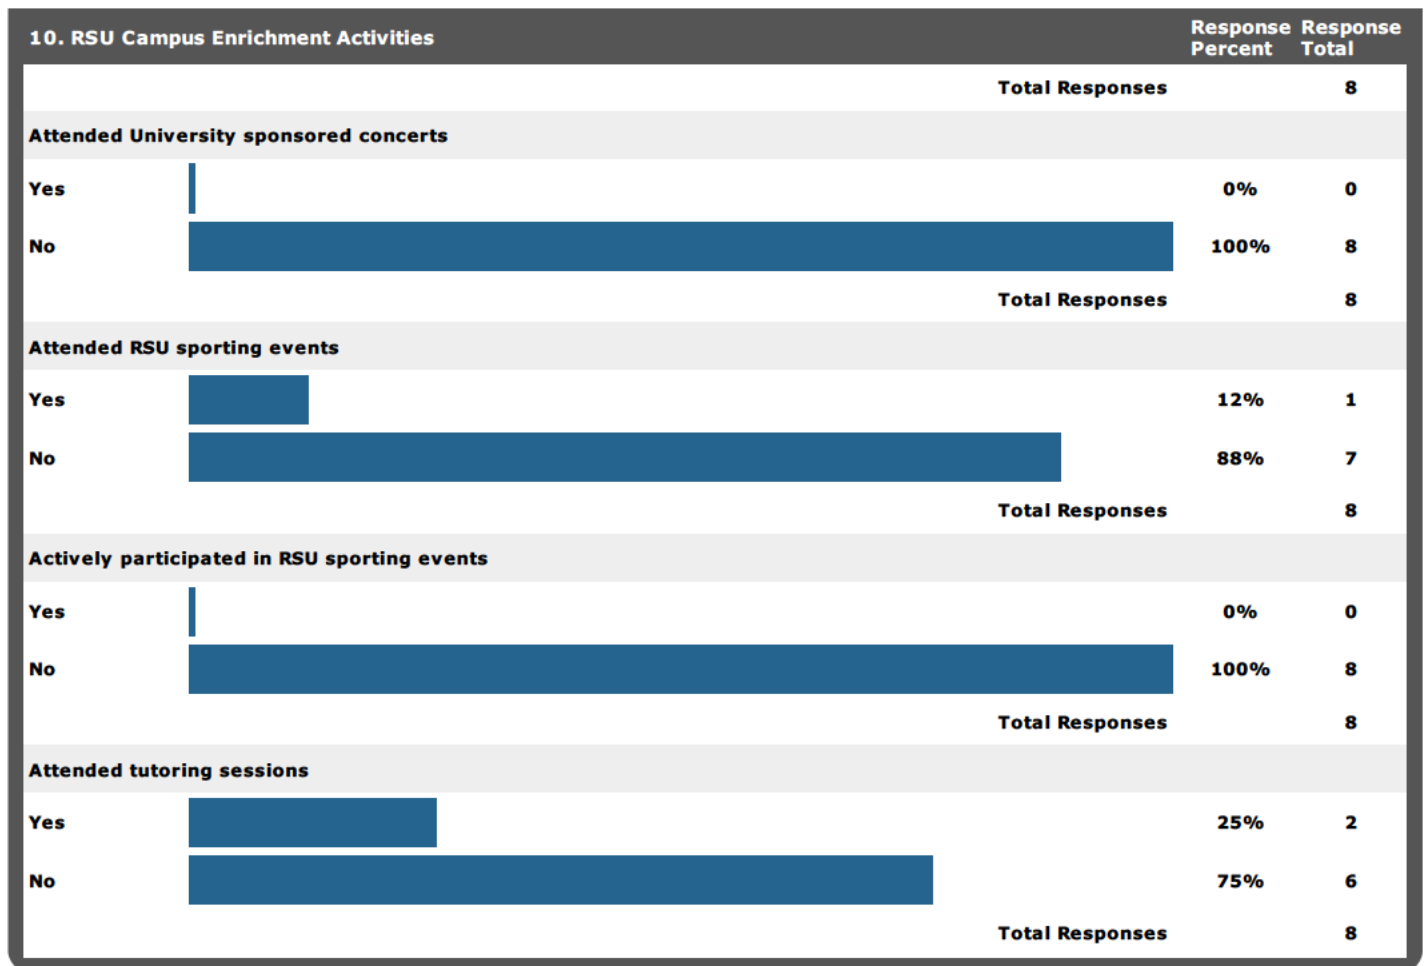 10. RSU Campus Enrichment Activities Response Percent Response Total
Total Responses 8
Attended University sponsored concerts
Yes 0% 0
No 100% 8
Total Responses 8
Attended RSU sporting events
Yes 12% 1
No 88% 7
Total Responses 8
Actively participated in RSU sporting events
Yes 0% 0
No 100% 8
Total Responses 8
Attended tutoring sessions
Yes 25% 2
No 75% 6
Total Responses 8